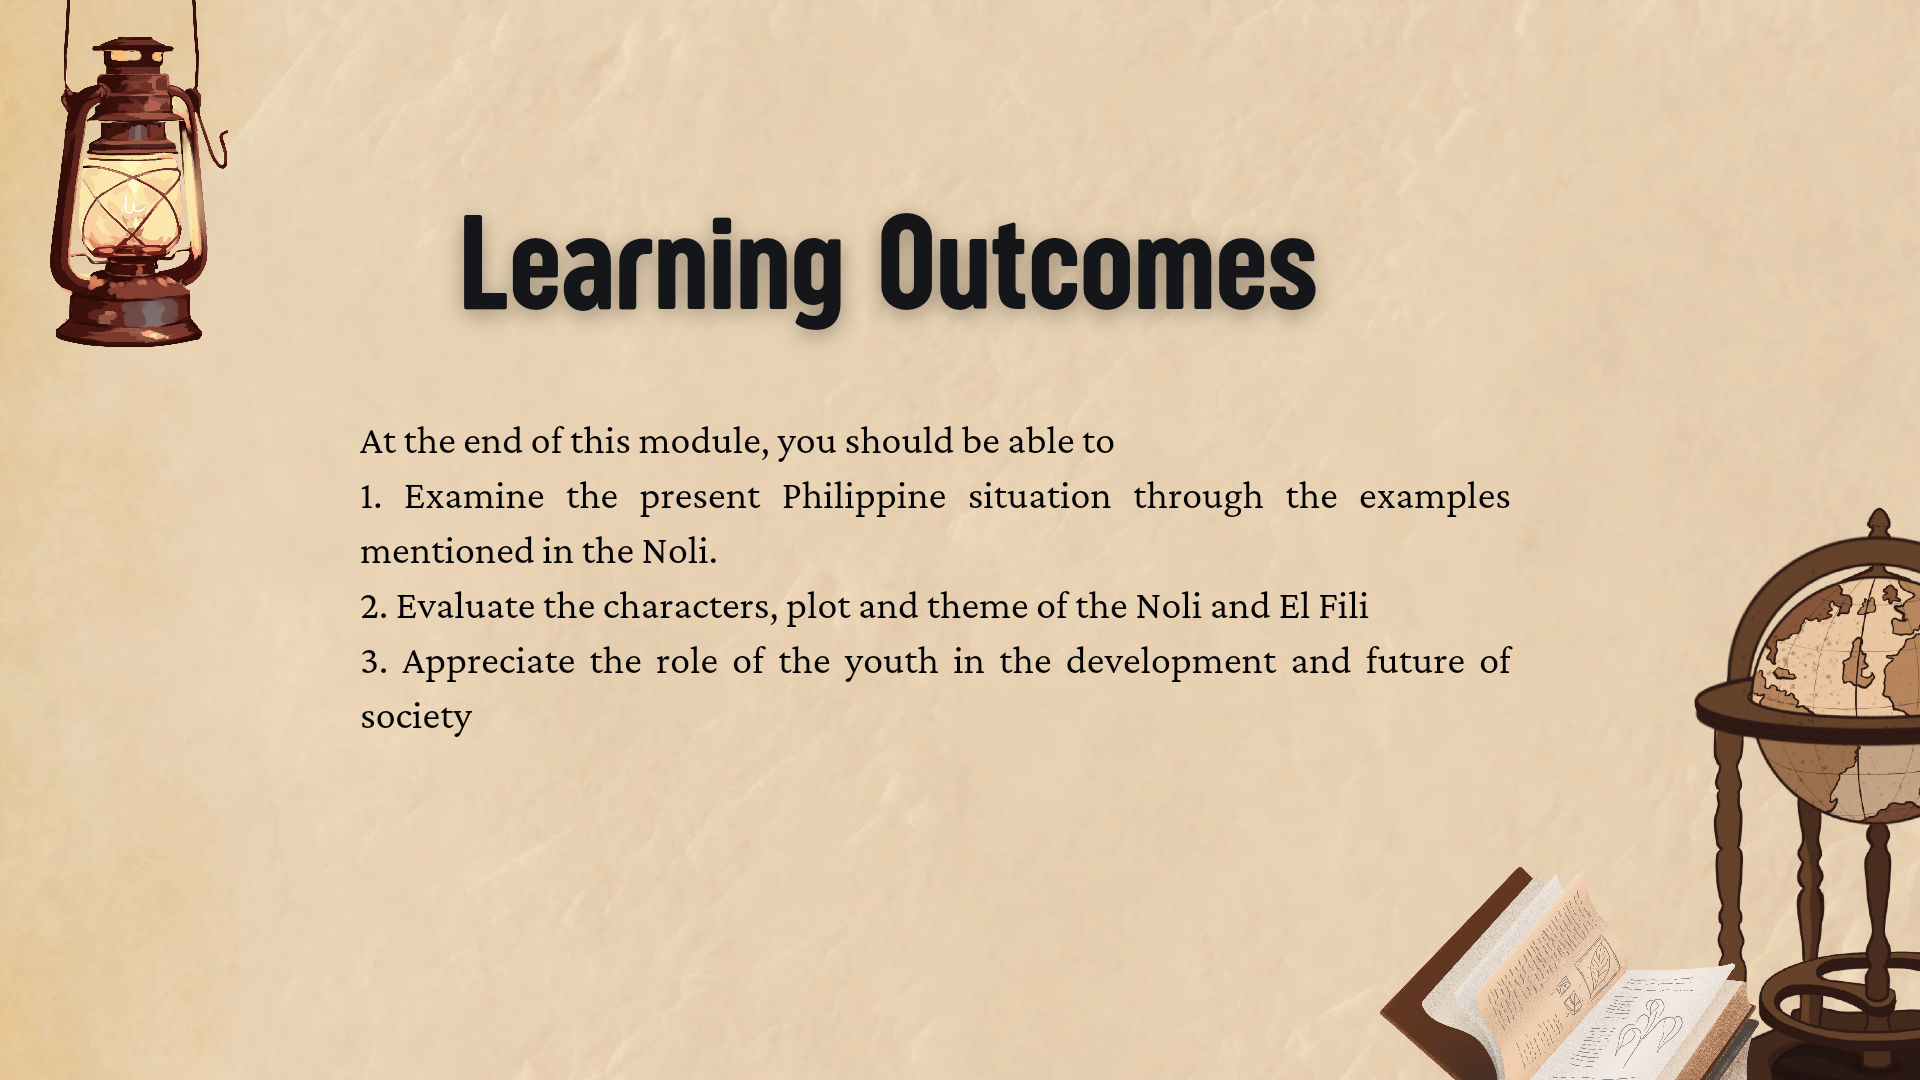 Learning Outcomes
At the end of this module, you should be able to
1. Examine the present Philippine situation through the examples
mentioned in the Noli.
2. Evaluate the characters, plot and theme of the Noli and El Fili
3. Appreciate the role of the youth in the development and future of
society